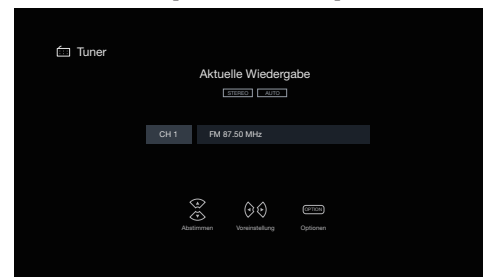 Tuner
Aktuelle Wiedergabe
STEREO AUTO
CH 1 FM 87.50 MHz
OPTION
Abstimmen Voreinstellung Optionen